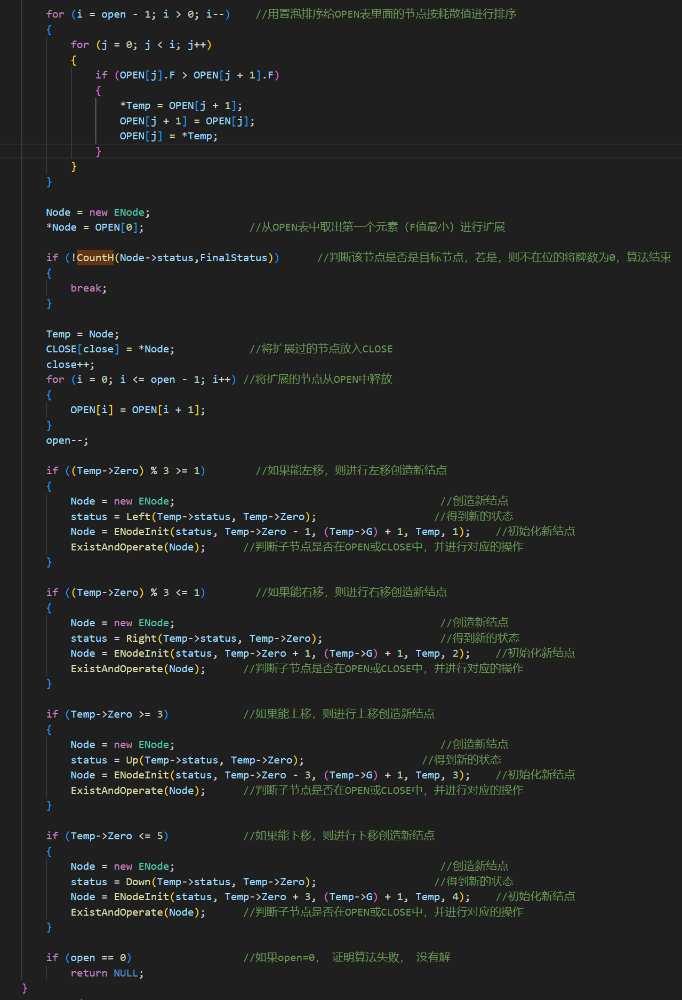 for (i = open - 1; i > 0; i--)    //用冒泡排序给OPEN表里面的节点按耗散值进行排序
{
for (j = 0; j < i; j++)
{
if (OPEN[j].F > OPEN[j + 1].F)
{
*Temp = OPEN[j + 1];
OPEN[j + 1] = OPEN[j];
OPEN[j] = *Temp;
}
}
}
Node = new ENode;
*Node = OPEN[0];                 //从OPEN表中取出第一个元素（F值最小）进行扩展
if (!CountH(Node->status,FinalStatus))      //判断该节点是否是目标节点，若是，则不在位的将牌数为0，算法结束
{
break;
}
Temp = Node;
CLOSE[close] = *Node;            //将扩展过的节点放入CLOSE
close++;
for (i = 0; i <= open - 1; i++) //将扩展的节点从OPEN中释放
{
OPEN[i] = OPEN[i + 1];
}
open--;
if ((Temp->Zero) % 3 >= 1)        //如果能左移，则进行左移创造新结点
{
Node = new ENode;                                           //创造新结点
status = Left(Temp->status, Temp->Zero);                   //得到新的状态
Node = ENodeInit(status, Temp->Zero - 1, (Temp->G) + 1, Temp, 1);    //初始化新结点
ExistAndOperate(Node);      //判断子节点是否在OPEN或CLOSE中，并进行对应的操作
}
if ((Temp->Zero) % 3 <= 1)        //如果能右移，则进行右移创造新结点
{
Node = new ENode;                                           //创造新结点
status = Right(Temp->status, Temp->Zero);                   //得到新的状态
Node = ENodeInit(status, Temp->Zero + 1, (Temp->G) + 1, Temp, 2);    //初始化新结点
ExistAndOperate(Node);      //判断子节点是否在OPEN或CLOSE中，并进行对应的操作
}
if (Temp->Zero >= 3)            //如果能上移，则进行上移创造新结点
{
Node = new ENode;                                           //创造新结点
status = Up(Temp->status, Temp->Zero);                   //得到新的状态
Node = ENodeInit(status, Temp->Zero - 3, (Temp->G) + 1, Temp, 3);    //初始化新结点
ExistAndOperate(Node);      //判断子节点是否在OPEN或CLOSE中，并进行对应的操作
}
if (Temp->Zero <= 5)            //如果能下移，则进行下移创造新结点
{
Node = new ENode;                                           //创造新结点
status = Down(Temp->status, Temp->Zero);                   //得到新的状态
Node = ENodeInit(status, Temp->Zero + 3, (Temp->G) + 1, Temp, 4);    //初始化新结点
ExistAndOperate(Node);      //判断子节点是否在OPEN或CLOSE中，并进行对应的操作
}
if (open == 0)                  //如果open=0， 证明算法失败， 没有解
return NULL;
}